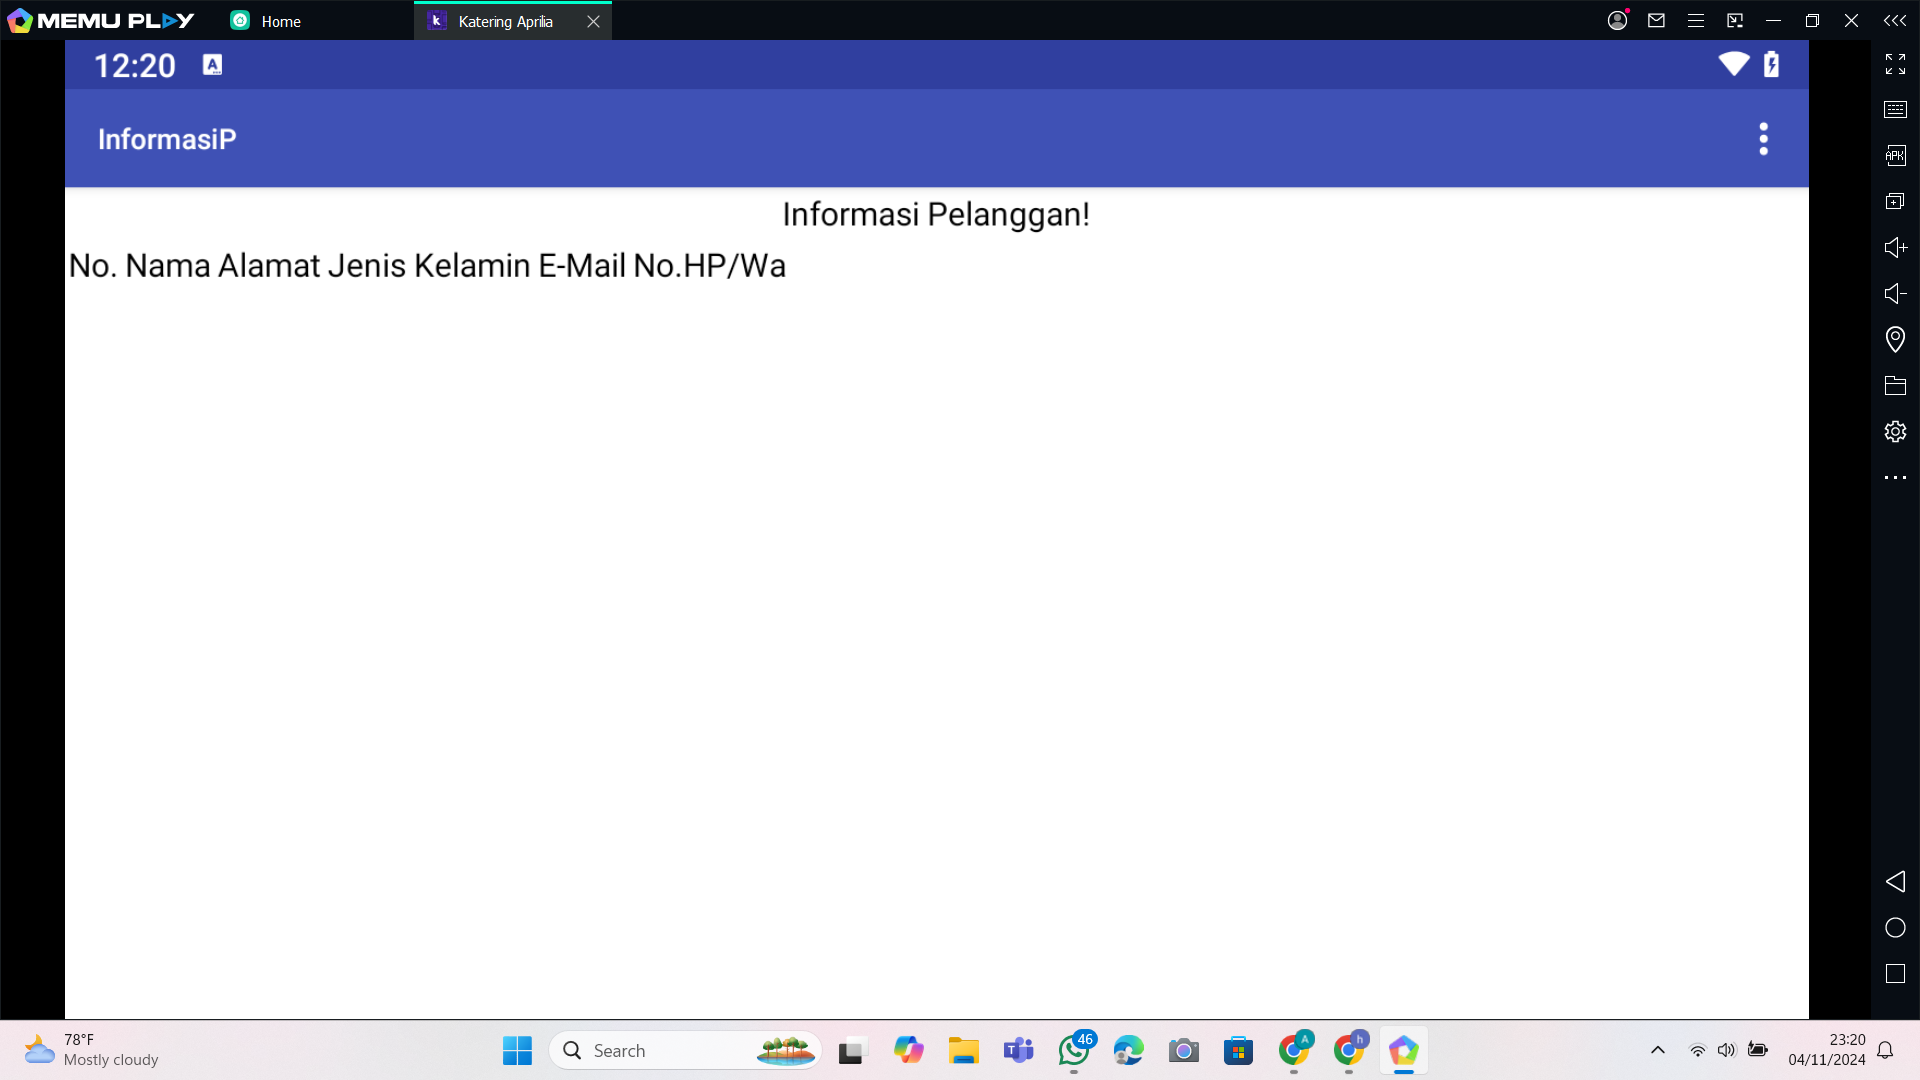 MEMU PLAY
Home
Katering Aprilia
12:20
A
InformasiP
APK
Informasi Pelanggan!
No. Nama Alamat Jenis Kelamin E-Mail No.HP/Wa
78°F
Mostly cloudy
Search
46
A
h
23:20
04/11/2024